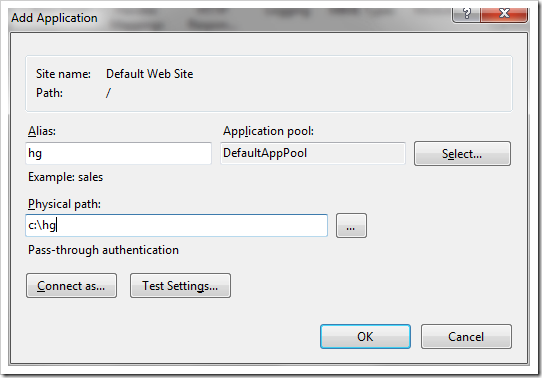 Add Application
Site name: Default Web Site
Path: /
Alias: Application pool:
hg DefaultAppPool Select...
Example: sales
Physical path:
c:\hg ...
Pass-through authentication
Connect as... Test Settings...
OK Cancel